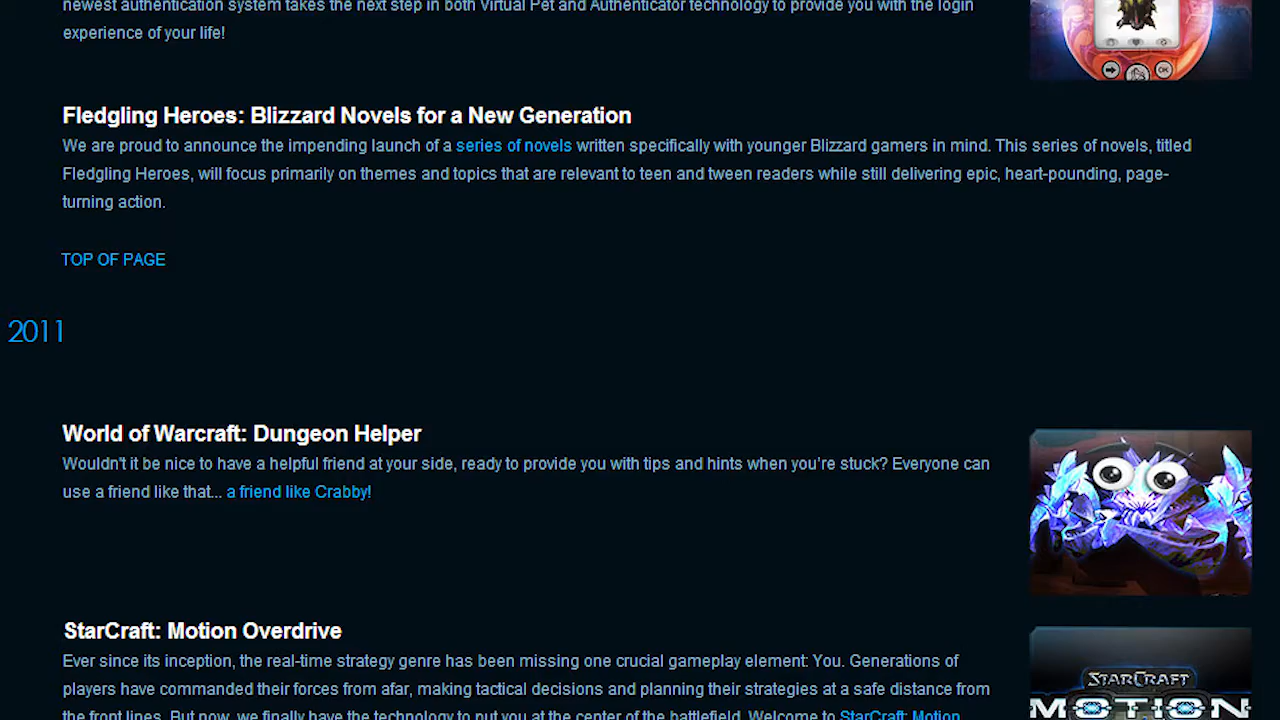 newest authentication system takes the next step in both Virtual Pet and Authenticator technology to provide you with the login
experience of your life!
OK
Fledgling Heroes: Blizzard Novels for a New Generation
We are proud to announce the impending launch of a series of novels written specifically with younger Blizzard gamers in mind. This series of novels, titled
Fledgling Heroes, will focus primarily on themes and topics that are relevant to teen and tween readers while still delivering epic, heart-pounding, page-
turning action.
TOP OF PAGE
2011
World of Warcraft: Dungeon Helper
Wouldn't it be nice to have a helpful friend at your side, ready to provide you with tips and hints when you're stuck? Everyone can
use a friend like that... a friend like Crabby!
StarCraft: Motion Overdrive
Ever since its inception, the real-time strategy genre has been missing one crucial gameplay element: You. Generations of
players have commanded their forces from afar, making tactical decisions and planning their strategies at a safe distance from
the front lines. But now, we finally have the technology to put you at the center of the battlefield. Welcome to StarCraft: Motion
STARCRAFT
MOTION